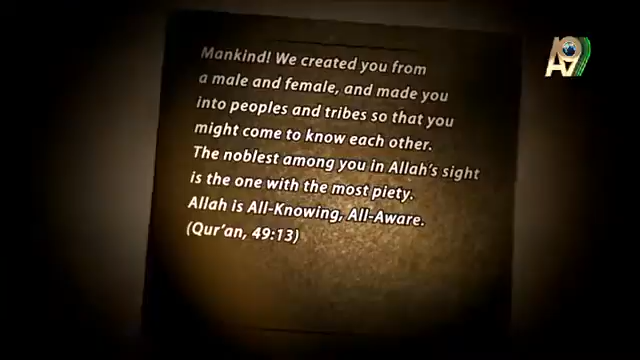 Mankind! We created you from
a male and female, and made you
into peoples and tribes so that you
might come to know each other.
The noblest among you in Allah's sight
is the one with the most piety.
Allah is All-Knowing, All-Aware.
(Qur'an, 49:13)
A9